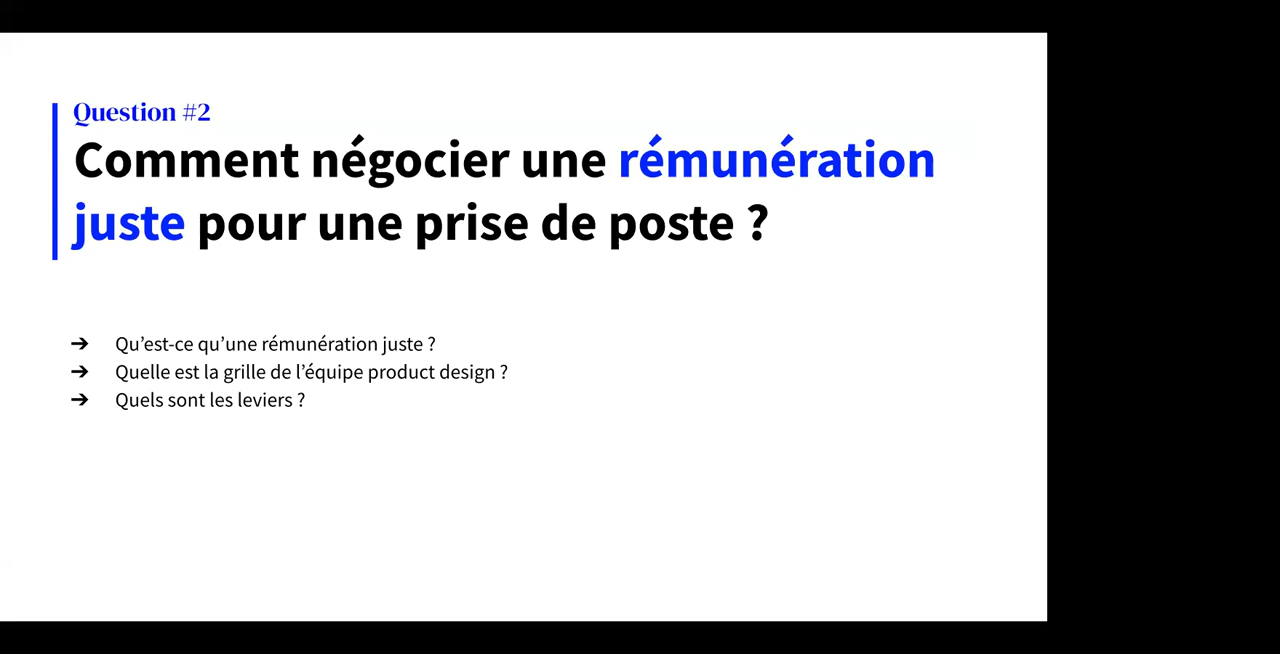 Question #2
Comment négocier une rémunération
juste pour une prise de poste ?
➔ Qu’est-ce qu’une rémunération juste ?
➔ Quelle est la grille de l’équipe product design ?
➔ Quels sont les leviers ?